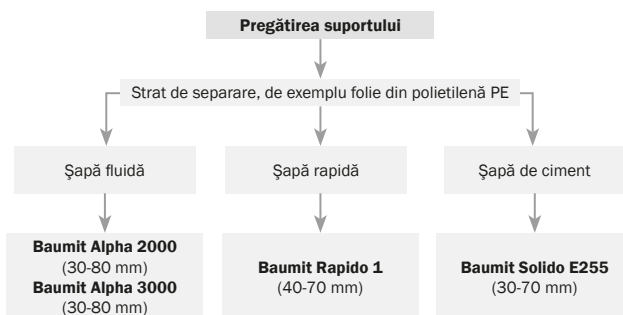 Pregătirea suportului
Strat de separare, de exemplu folie din polietilenă PE
Şapă fluidă
Şapă rapidă
Şapă de ciment
Baumit Alpha 2000
(30-80 mm)
Baumit Alpha 3000
(30-80 mm)
Baumit Rapido 1
(40-70 mm)
Baumit Solido E255
(30-70 mm)